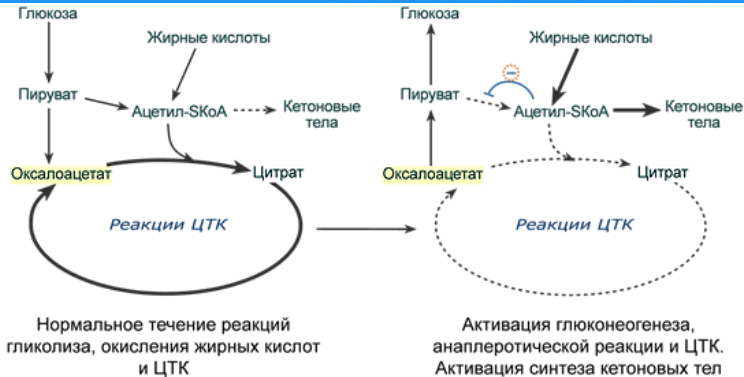 Глюкоза
Жирные кислоты
Пируват
Ацетил-SКоА
Кетоновые
тела
Оксалоацетат
Цитрат
Реакции ЦТК
Нормальное течение реакций
гликолиза, окисления жирных кислот
и ЦТК
Глюкоза
Жирные кислоты
Пируват
Ацетил-SКоА
Кетоновые
тела
Оксалоацетат
Цитрат
Реакции ЦТК
Активация глюконеогенеза,
анаплеротической реакции и ЦТК.
Активация синтеза кетоновых тел